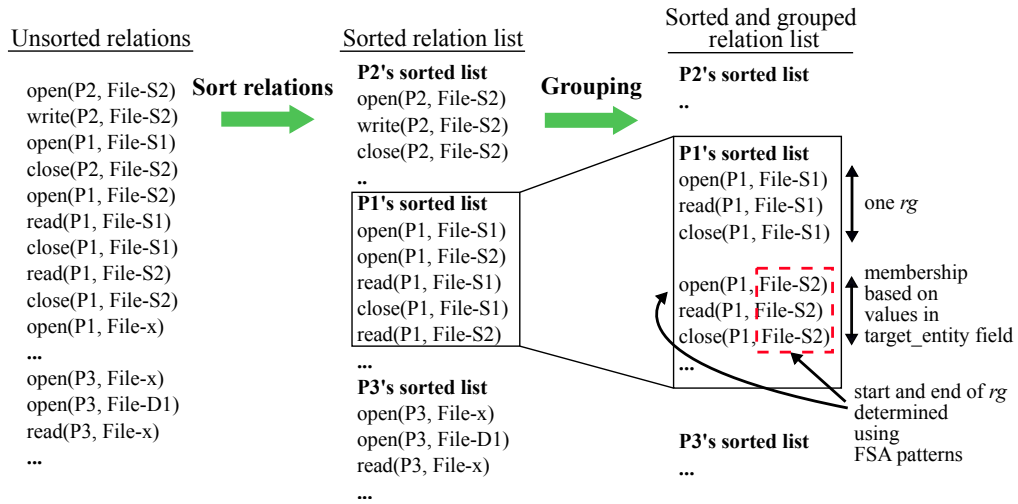 Unsorted relations
open(P2, File-S2)
write(P2, File-S2)
open(P1, File-S1)
close(P2, File-S2)
open(P1, File-S2)
read(P1, File-S1)
close(P1, File-S1)
read(P1, File-S2)
close(P1, File-S2)
open(P1, File-x)
...
open(P3, File-x)
open(P3, File-D1)
read(P3, File-x)
...
Sort relations
Sorted relation list
P2's sorted list
open(P2, File-S2)
write(P2, File-S2)
close(P2, File-S2)
..
P1's sorted list
open(P1, File-S1)
open(P1, File-S2)
read(P1, File-S1)
close(P1, File-S1)
read(P1, File-S2)
...
P3's sorted list
open(P3, File-x)
open(P3, File-D1)
read(P3, File-x)
...
Grouping
Sorted and grouped
relation list
P2's sorted list
..
P1's sorted list
open(P1, File-S1)
read(P1, File-S1)
close(P1, File-S1)
one rg
open(P1, File-S2)
read(P1, File-S2)
close(P1, File-S2)
...
membership
based on
values in
target_entity field
start and end of rg
determined
using
FSA patterns
P3's sorted list
...